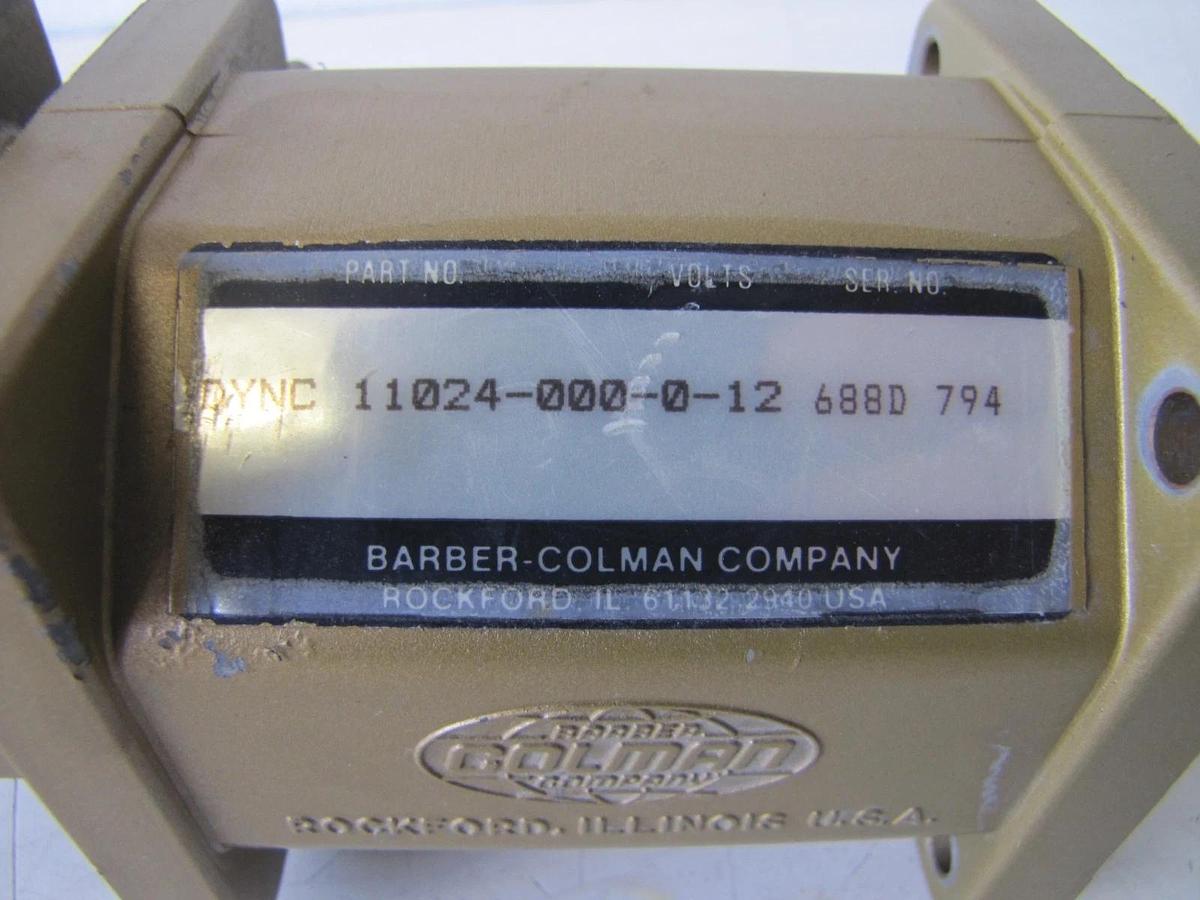 PART NO. VOLTS SER. NO.
DYNC 11024-000-0-12 688D 794
BARBER-COLMAN COMPANY
ROCKFORD, IL 61132-2940 USA
BARBER
COLMAN
COMPANY
ROCKFORD, ILLINOIS U.S.A.